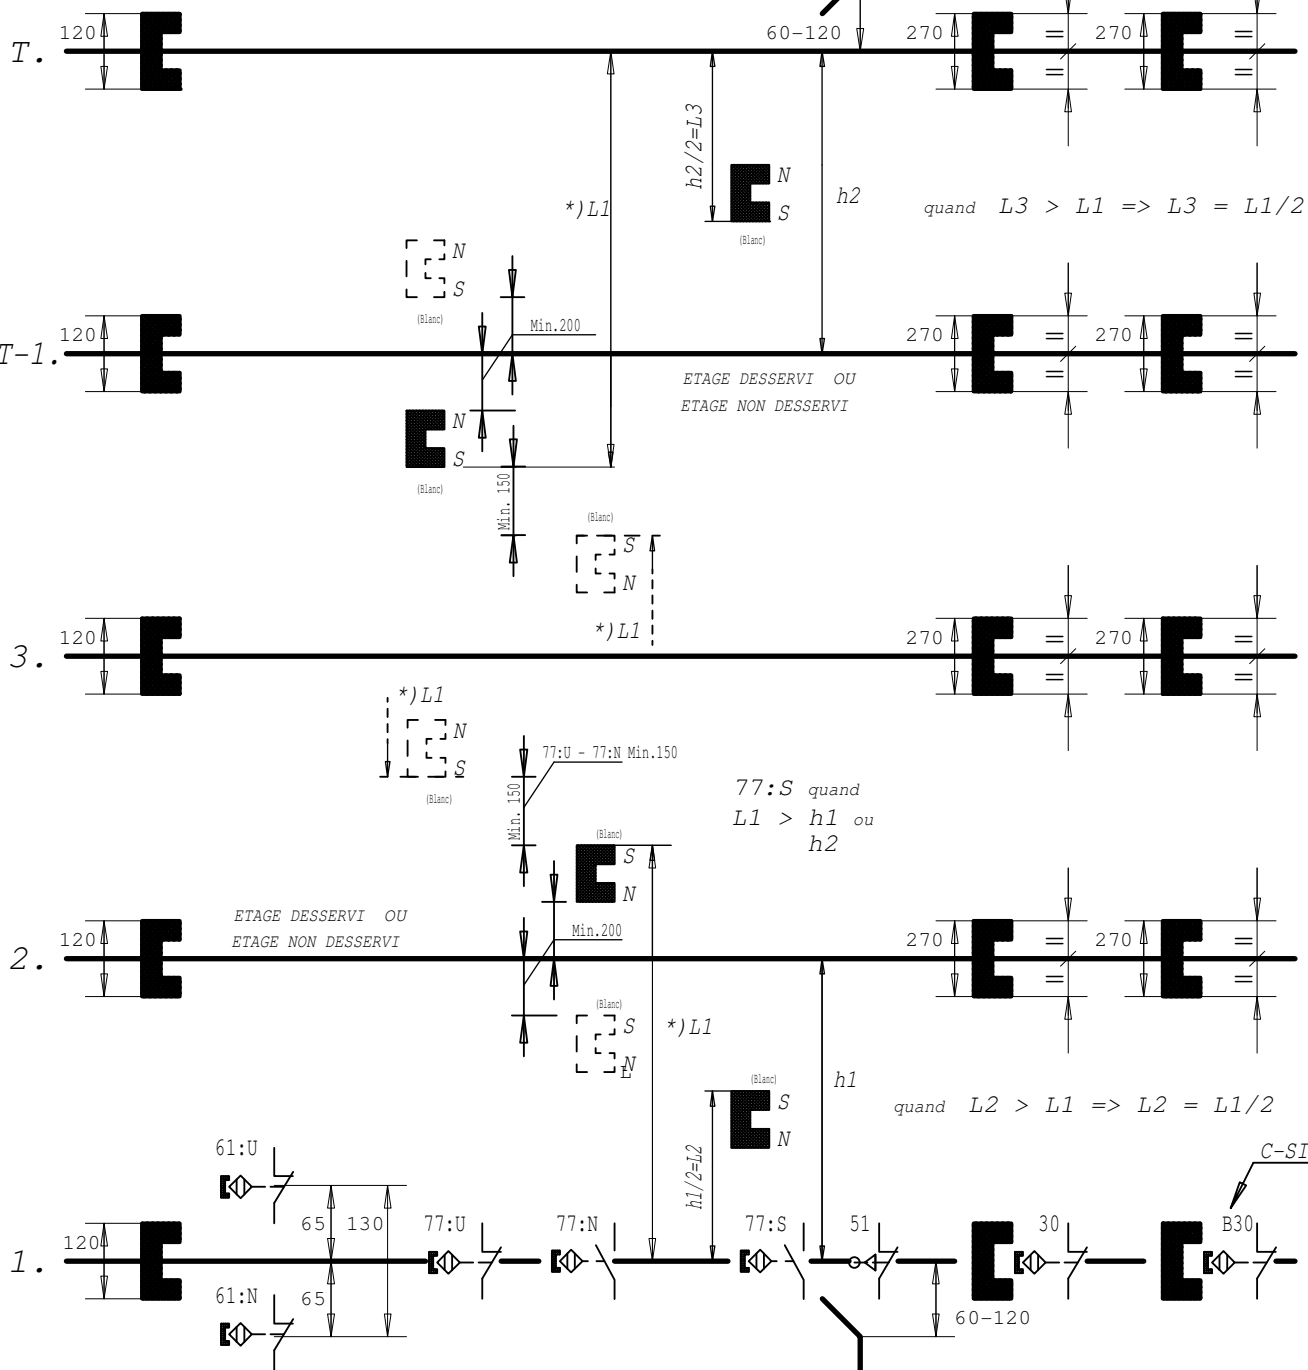 120
60-120
270
270
=
=
T.
=
=
h2/2=L3
N
*)L1
S
h2
quand L3 > L1 => L3 = L1/2
(Blanc)
N
S
(Blanc)
Min.200
120
270
270
=
=
T-1.
=
=
ETAGE DESSERVI OU
ETAGE NON DESSERVI
N
S
(Blanc)
Min. 150
(Blanc)
S
N
*)L1
120
270
270
=
=
3.
=
=
*)L1
N
S
(Blanc)
77:U - 77:N Min.150
Min. 150
77:S quand
L1 > h1 ou
h2
(Blanc)
S
N
ETAGE DESSERVI OU
ETAGE NON DESSERVI
Min.200
120
270
270
=
=
2.
=
=
(Blanc)
S
N
L
*)L1
h1
(Blanc)
S
N
quand L2 > L1 => L2 = L1/2
h1/2=L2
61:U
C-SI
65
130
77:U
77:N
77:S
51
30
B30
120
1.
61:N
65
60-120